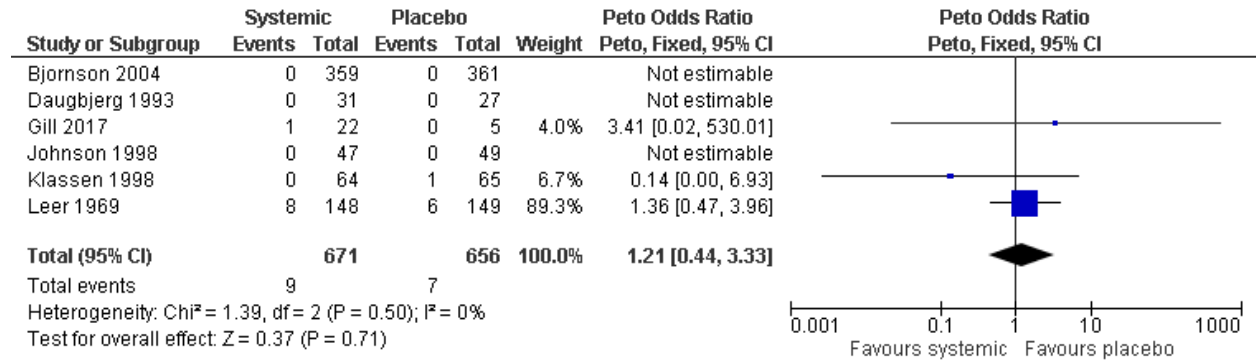 Systemic Placebo Peto Odds Ratio Peto Odds Ratio
Study or Subgroup Events Total Events Total Weight Peto, Fixed, 95% CI Peto, Fixed, 95% CI
Bjornson 2004 0 359 0 361 Not estimable
Daugbjerg 1993 0 31 0 27 Not estimable
Gill 2017 1 22 0 5 4.0% 3.41 [0.02, 530.01]
Johnson 1998 0 47 0 49 Not estimable
Klassen 1998 0 64 1 65 6.7% 0.14 [0.00, 6.93]
Leer 1969 8 148 6 149 89.3% 1.36 [0.47, 3.96]
Total (95% CI) 671 656 100.0% 1.21 [0.44, 3.33]
Total events 9 7
Heterogeneity: Chi² = 1.39, df = 2 (P = 0.50); I² = 0%
Test for overall effect: Z = 0.37 (P = 0.71)
0.001 0.1 1 10 1000
Favours systemic Favours placebo